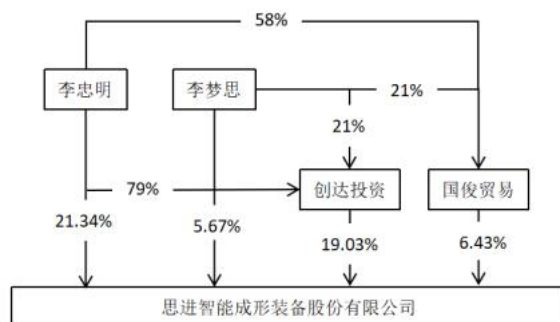 58%
李忠明
李梦思
21%
21%
79%
创达投资
国俊贸易
21.34%
5.67%
19.03%
6.43%
思进智能成形装备股份有限公司